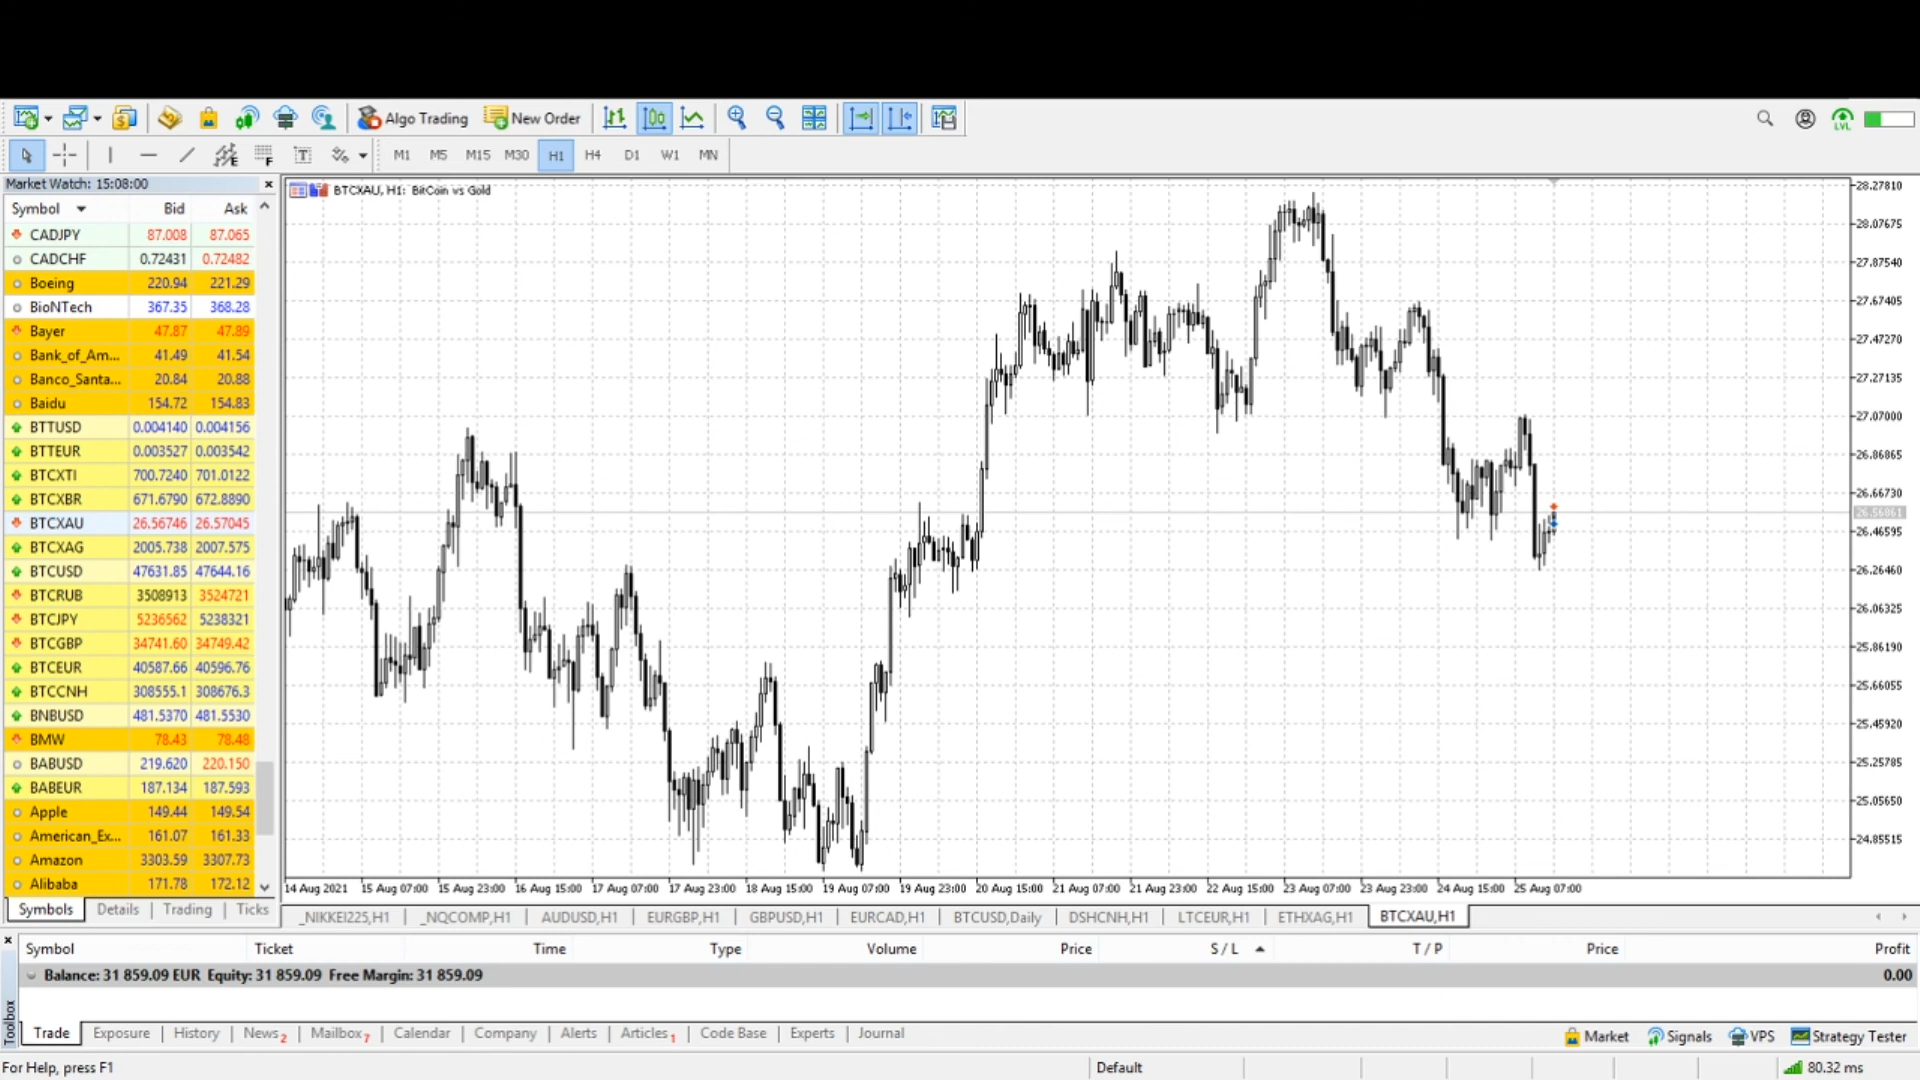 Algo Trading New Order
E F T M1 M5 M15 M30 H1 H4 D1 W1 MN
LVL
Market Watch: 15:08:00
Symbol Bid Ask
CADJPY 87.008 87.065
CADCHF 0.72431 0.72482
Boeing 220.94 221.29
BioNTech 367.35 368.28
Bayer 47.87 47.89
Bank_of_Am... 41.49 41.54
Banco_Santa... 20.84 20.88
Baidu 154.72 154.83
BTTUSD 0.004140 0.004156
BTTEUR 0.003527 0.003542
BTCXTI 700.7240 701.0122
BTCXBR 671.6790 672.8890
BTCXAU 26.56746 26.57045
BTCXAG 2005.738 2007.575
BTCUSD 47631.85 47644.16
BTCRUB 3508913 3524721
BTCJPY 5236562 5238321
BTCGBP 34741.60 34749.42
BTCEUR 40587.66 40596.76
BTCCNH 308555.1 308676.3
BNBUSD 481.5370 481.5530
BMW 78.43 78.48
BABUSD 219.620 220.150
BABEUR 187.134 187.593
Apple 149.44 149.54
American_Ex... 161.07 161.33
Amazon 3303.59 3307.73
Alibaba 171.78 172.12
Symbols Details Trading Ticks
BTCXAU, H1: BitCoin vs Gold
28.27810
28.07675
27.87540
27.67405
27.47270
27.27135
27.07000
26.86865
26.66730
26.56861
26.46595
26.26460
26.06325
25.86190
25.66055
25.45920
25.25785
25.05650
24.85515
14 Aug 2021 15 Aug 07:00 15 Aug 23:00 16 Aug 15:00 17 Aug 07:00 17 Aug 23:00 18 Aug 15:00 19 Aug 07:00 19 Aug 23:00 20 Aug 15:00 21 Aug 07:00 21 Aug 23:00 22 Aug 15:00 23 Aug 07:00 23 Aug 23:00 24 Aug 15:00 25 Aug 07:00
_NIKKEI225,H1 _NQCOMP,H1 AUDUSD,H1 EURGBP,H1 GBPUSD,H1 EURCAD,H1 BTCUSD,Daily DSHCNH,H1 LTCEUR,H1 ETHXAG,H1 BTCXAU,H1
Symbol Ticket Time Type Volume Price S / L T / P Price Profit
Balance: 31 859.09 EUR Equity: 31 859.09 Free Margin: 31 859.09 0.00
Toolbox
Trade Exposure History News 2 Mailbox 7 Calendar Company Alerts Articles 1 Code Base Experts Journal Market Signals VPS Strategy Tester
For Help, press F1 Default 80.32 ms